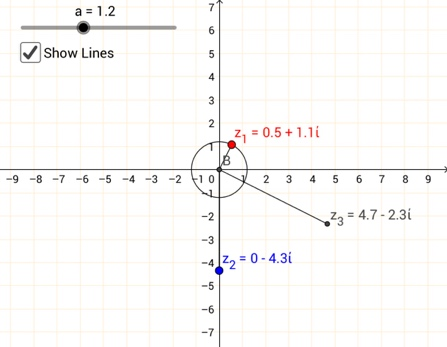 a = 1.2
Show Lines
7
6
5
4
3
2
1
z₁ = 0.5 + 1.1i
B
−9 −8 −7 −6 −5 −4 −3 −2 −1 0 1 2 3 4 5 6 7 8 9
−1
−2
z₃ = 4.7 - 2.3i
−3
−4
z₂ = 0 - 4.3i
−5
−6
−7